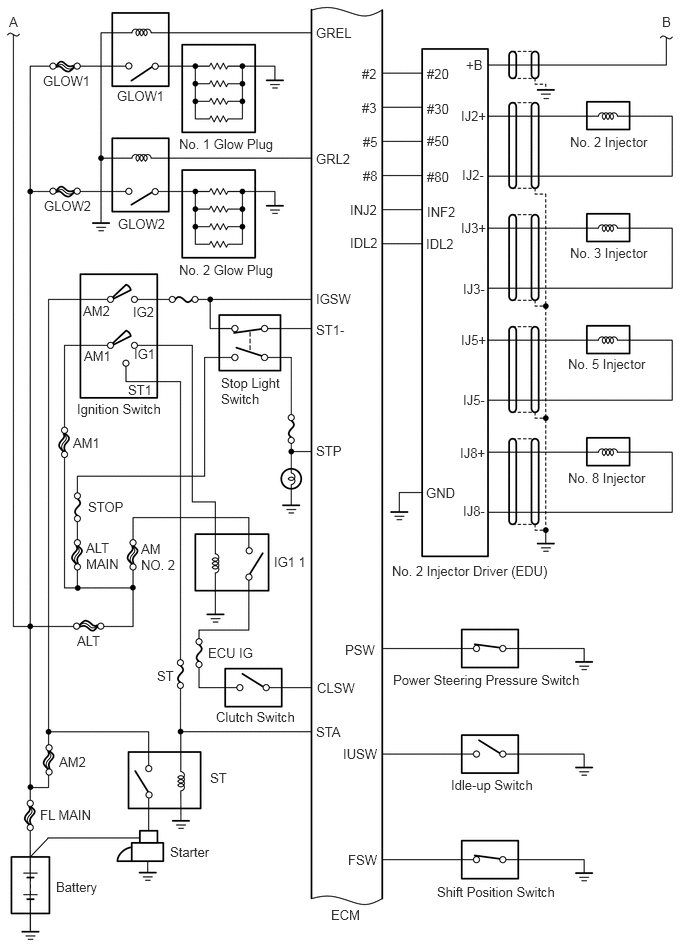 A
B
GREL
GLOW1
GLOW1
No. 1 Glow Plug
GRL2
GLOW2
GLOW2
No. 2 Glow Plug
#2
#20
#3
#30
#5
#50
#8
#80
INJ2
INF2
IDL2
IDL2
+B
IJ2+
No. 2 Injector
IJ2-
IJ3+
No. 3 Injector
IJ3-
IJ5+
No. 5 Injector
IJ5-
IJ8+
No. 8 Injector
IJ8-
GND
No. 2 Injector Driver (EDU)
AM2
IG2
IGSW
AM1
IG1
ST1
ST1-
Ignition Switch
Stop Light
Switch
AM1
STP
STOP
ALT
MAIN
AM
NO. 2
IG1 1
ALT
ECU IG
ST
CLSW
Clutch Switch
STA
AM2
ST
FL MAIN
Starter
Battery
PSW
Power Steering Pressure Switch
IUSW
Idle-up Switch
FSW
Shift Position Switch
ECM